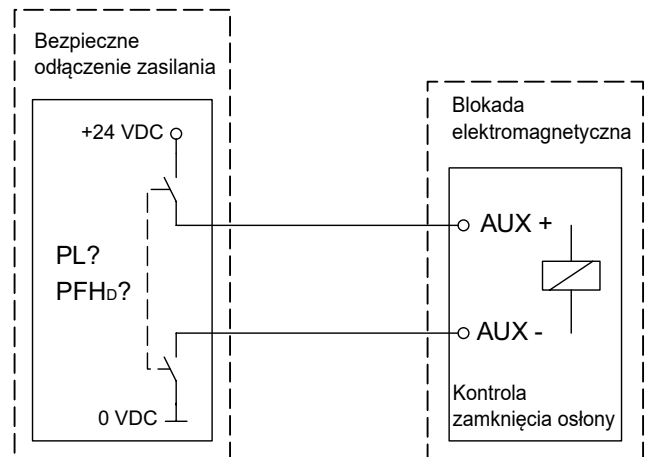 Bezpieczne
odłączenie zasilania
+24 VDC
PL?
PFHD?
0 VDC
Blokada
elektromagnetyczna
AUX +
AUX -
Kontrola
zamknięcia osłony